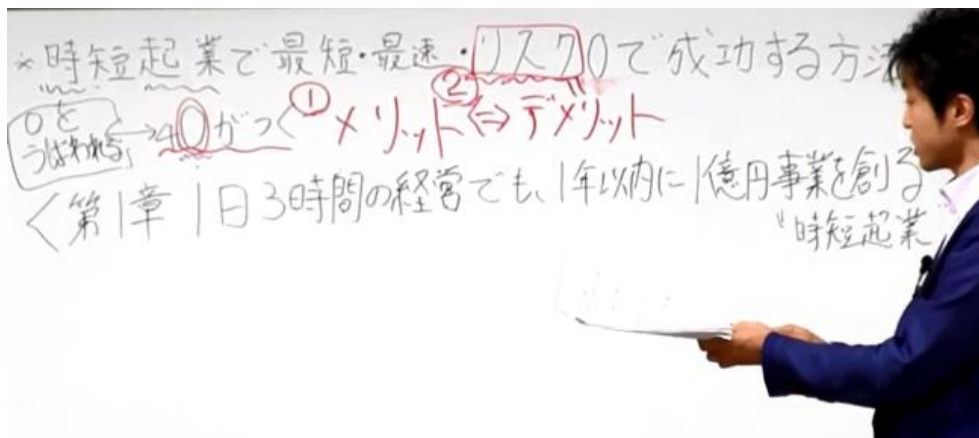 *時短起業で最短・最速・リスク0で成功する方法
0を うばわれる ↔ 0がつく ①メリット ②⇔ デメリット
<第1章 1日3時間の経営でも、1年以内に1億円事業を創る
"時短起業